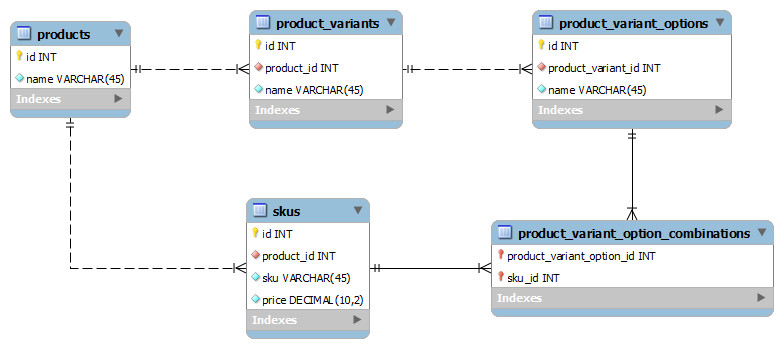 products
id INT
name VARCHAR(45)
Indexes
product_variants
id INT
product_id INT
name VARCHAR(45)
Indexes
product_variant_options
id INT
product_variant_id INT
name VARCHAR(45)
Indexes
skus
id INT
product_id INT
sku VARCHAR(45)
price DECIMAL(10,2)
Indexes
product_variant_option_combinations
product_variant_option_id INT
sku_id INT
Indexes